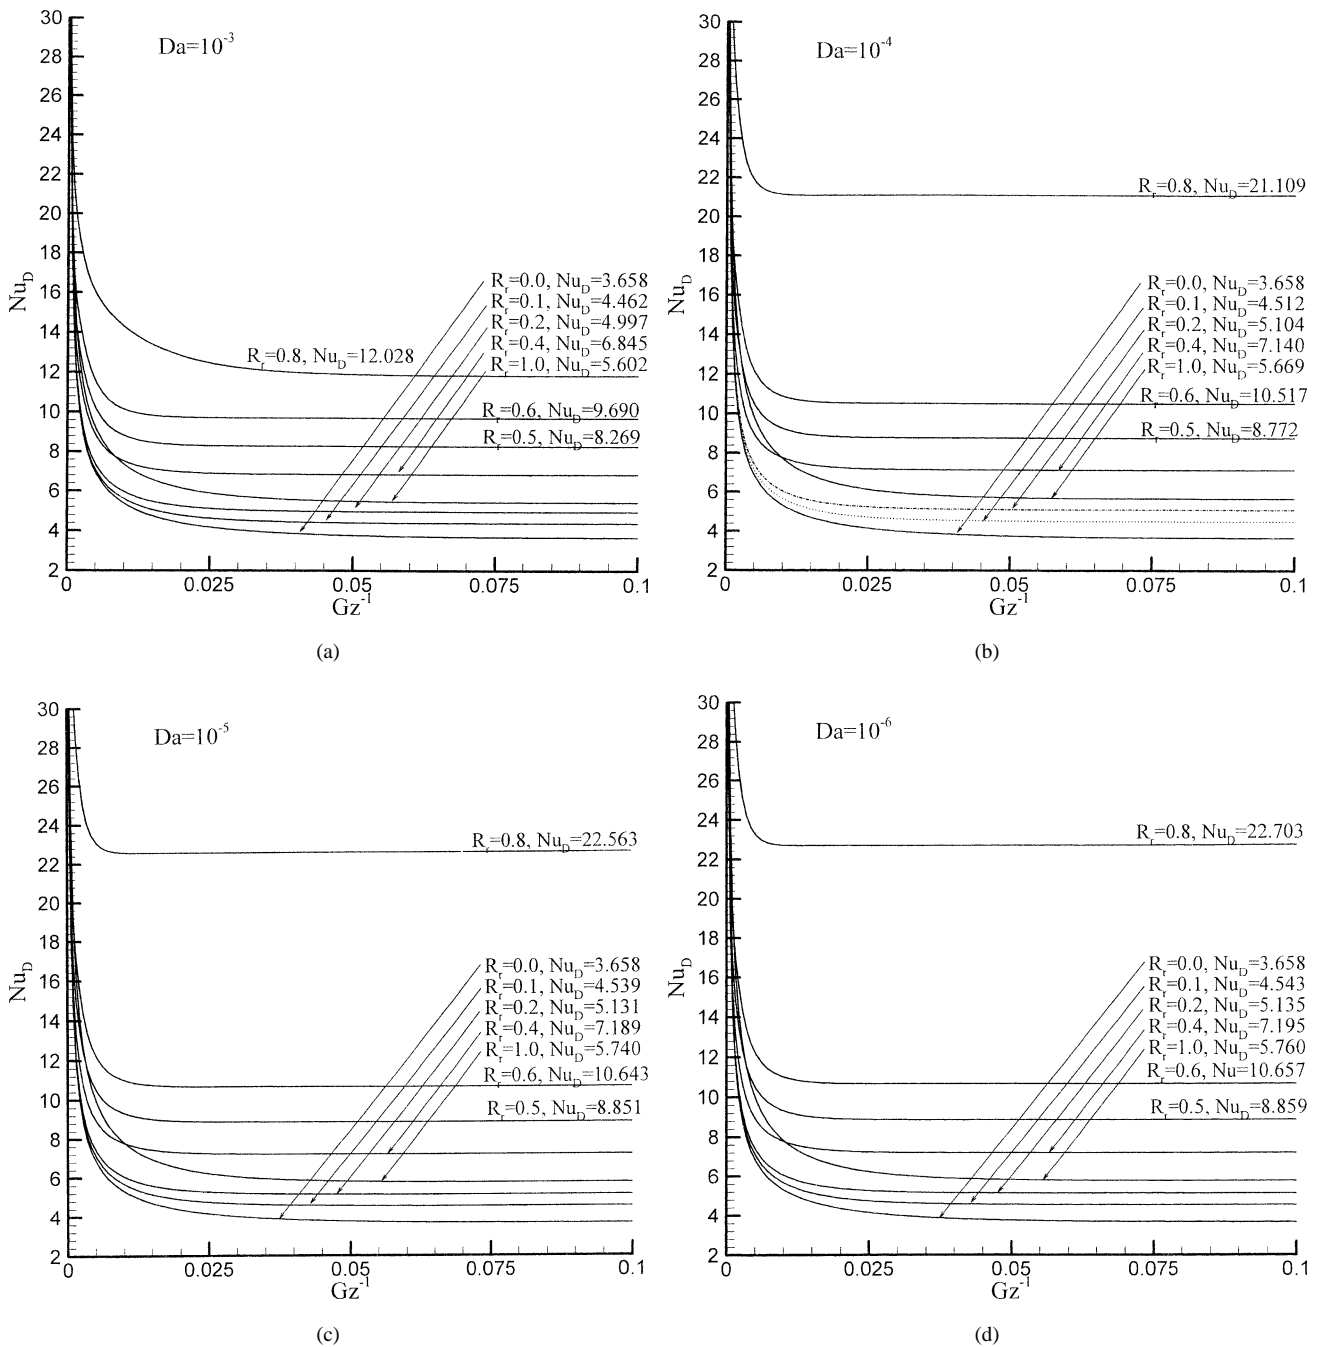 Da=10⁻³
30
28
26
24
22
20
18
16
14
12
10
8
6
4
2
Nu_D
R_r=0.0, Nu_D=3.658
R_r=0.1, Nu_D=4.462
R_r=0.2, Nu_D=4.997
R_r=0.4, Nu_D=6.845
R_r=1.0, Nu_D=5.602
R_r=0.8, Nu_D=12.028
R_r=0.6, Nu_D=9.690
R_r=0.5, Nu_D=8.269
0 0.025 0.05 0.075 0.1
Gz⁻¹
(a)
Da=10⁻⁴
30
28
26
24
22
20
18
16
14
12
10
8
6
4
2
Nu_D
R_r=0.8, Nu_D=21.109
R_r=0.0, Nu_D=3.658
R_r=0.1, Nu_D=4.512
R_r=0.2, Nu_D=5.104
R_r=0.4, Nu_D=7.140
R_r=1.0, Nu_D=5.669
R_r=0.6, Nu_D=10.517
R_r=0.5, Nu_D=8.772
0 0.025 0.05 0.075 0.1
Gz⁻¹
(b)
Da=10⁻⁵
30
28
26
24
22
20
18
16
14
12
10
8
6
4
2
Nu_D
R_r=0.8, Nu_D=22.563
R_r=0.0, Nu_D=3.658
R_r=0.1, Nu_D=4.539
R_r=0.2, Nu_D=5.131
R_r=0.4, Nu_D=7.189
R_r=1.0, Nu_D=5.740
R_r=0.6, Nu_D=10.643
R_r=0.5, Nu_D=8.851
0 0.025 0.05 0.075 0.1
Gz⁻¹
(c)
Da=10⁻⁶
30
28
26
24
22
20
18
16
14
12
10
8
6
4
2
Nu_D
R_r=0.8, Nu_D=22.703
R_r=0.0, Nu_D=3.658
R_r=0.1, Nu_D=4.543
R_r=0.2, Nu_D=5.135
R_r=0.4, Nu_D=7.195
R_r=1.0, Nu_D=5.760
R_r=0.6, Nu=10.657
R_r=0.5, Nu_D=8.859
0 0.025 0.05 0.075 0.1
Gz⁻¹
(d)